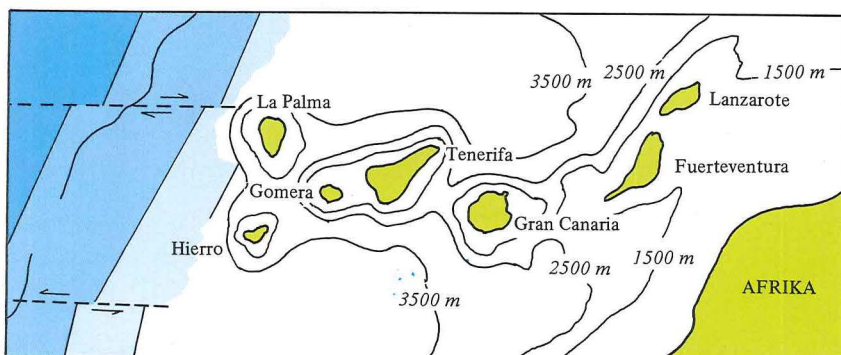 3500 m
2500 m
1500 m
La Palma
Lanzarote
Tenerifa
Gomera
Fuerteventura
Gran Canaria
Hierro
2500 m
1500 m
3500 m
AFRIKA